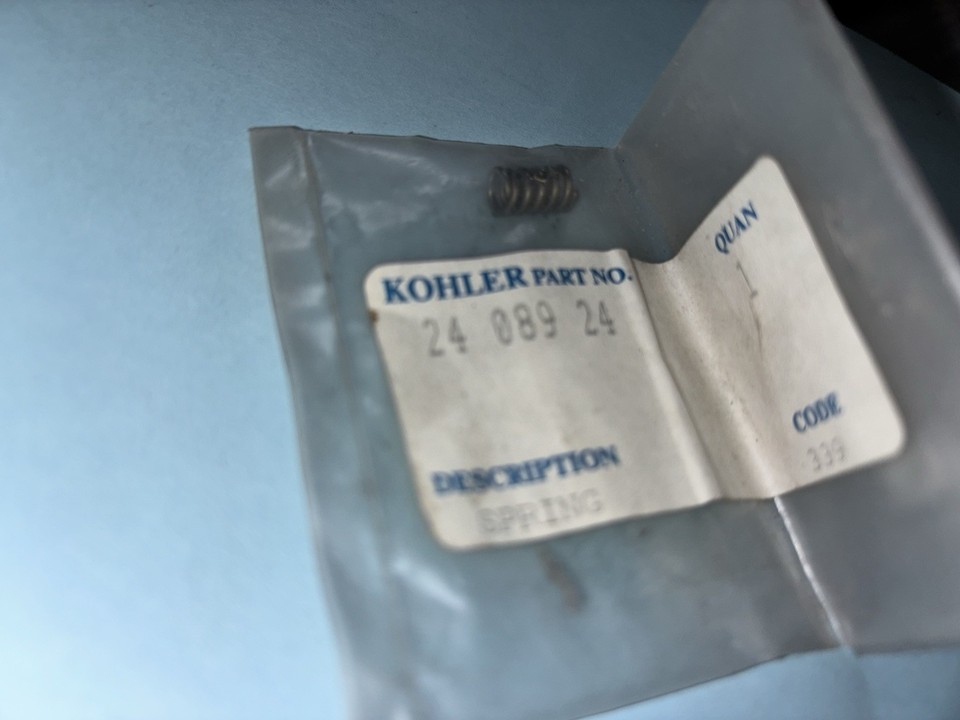 KOHLER PART NO.
24 089 24
QUAN
1
DESCRIPTION
SPRING
CODE
339